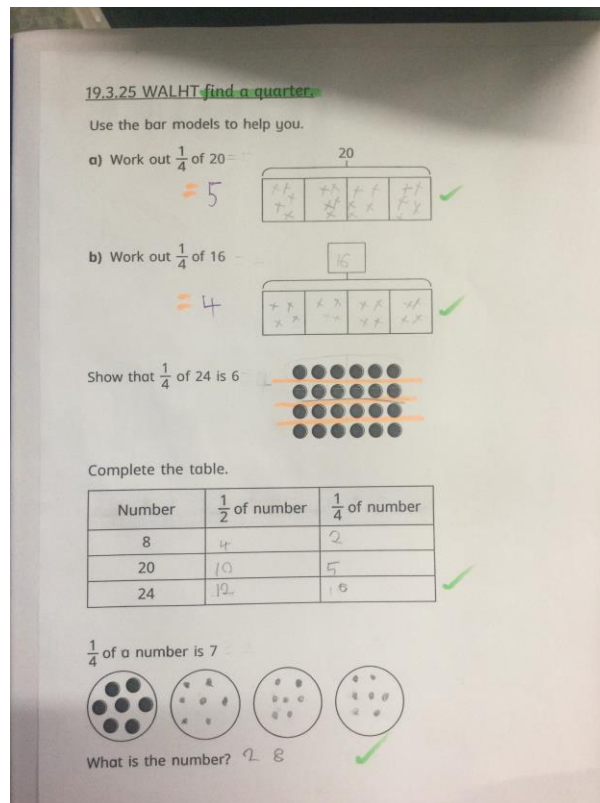 19.3.25 WALHT find a quarter.
Use the bar models to help you.
a) Work out 1/4 of 20 =
20
= 5
b) Work out 1/4 of 16
16
= 4
Show that 1/4 of 24 is 6
Complete the table.
Number 1/2 of number 1/4 of number
8 4 2
20 10 5
24 12 6
1/4 of a number is 7
What is the number? 28